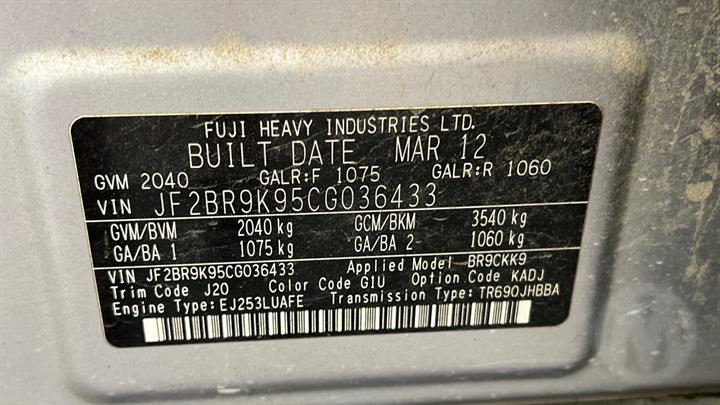 FUJI HEAVY INDUSTRIES LTD.
BUILT DATE MAR 12
GVM 2040 GALR:F 1075 GALR:R 1060
VIN JF2BR9K95CG036433
GVM/BVM 2040 kg GCM/BKM 3540 kg
GA/BA 1 1075 kg GA/BA 2 1060 kg
VIN JF2BR9K95CG036433 Applied Model BR9CKK9
Trim Code J20 Color Code G1U Option Code KADJ
Engine Type:EJ253LUAFE Transmission Type:TR690JHBBA